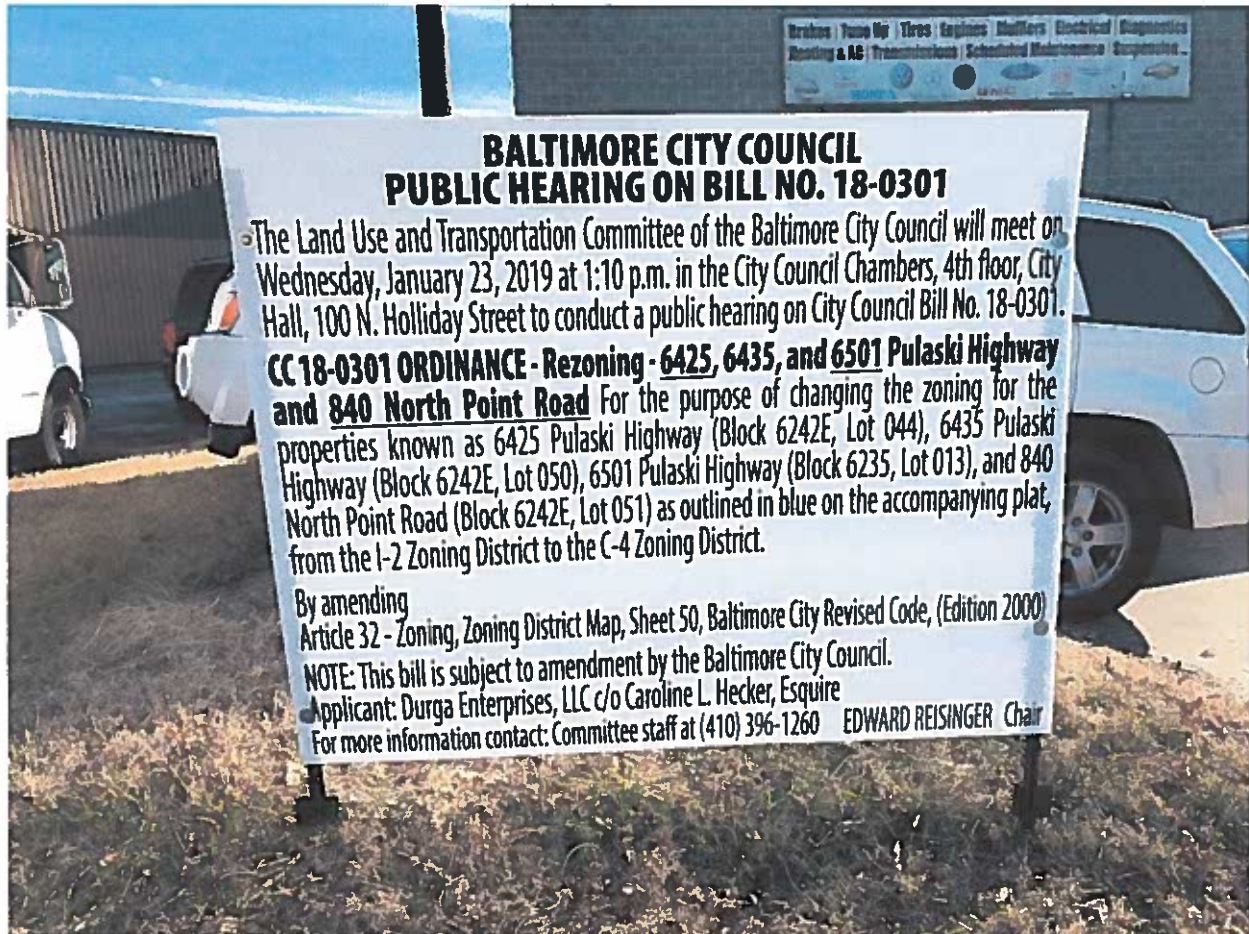 Brakes | Tune Up | Tires | Engines | Mufflers | Electrical | Diagnostics
Heating & AC | Transmissions | Scheduled Maintenance | Suspension
HONDA
BALTIMORE CITY COUNCIL
PUBLIC HEARING ON BILL NO. 18-0301
The Land Use and Transportation Committee of the Baltimore City Council will meet on
Wednesday, January 23, 2019 at 1:10 p.m. in the City Council Chambers, 4th floor, City
Hall, 100 N. Holliday Street to conduct a public hearing on City Council Bill No. 18-0301.
CC 18-0301 ORDINANCE - Rezoning - 6425, 6435, and 6501 Pulaski Highway
and 840 North Point Road For the purpose of changing the zoning for the
properties known as 6425 Pulaski Highway (Block 6242E, Lot 044), 6435 Pulaski
Highway (Block 6242E, Lot 050), 6501 Pulaski Highway (Block 6235, Lot 013), and 840
North Point Road (Block 6242E, Lot 051) as outlined in blue on the accompanying plat,
from the I-2 Zoning District to the C-4 Zoning District.
By amending
Article 32 - Zoning, Zoning District Map, Sheet 50, Baltimore City Revised Code, (Edition 2000)
NOTE: This bill is subject to amendment by the Baltimore City Council.
Applicant: Durga Enterprises, LLC c/o Caroline L. Hecker, Esquire
For more information contact: Committee staff at (410) 396-1260 EDWARD REISINGER Chair